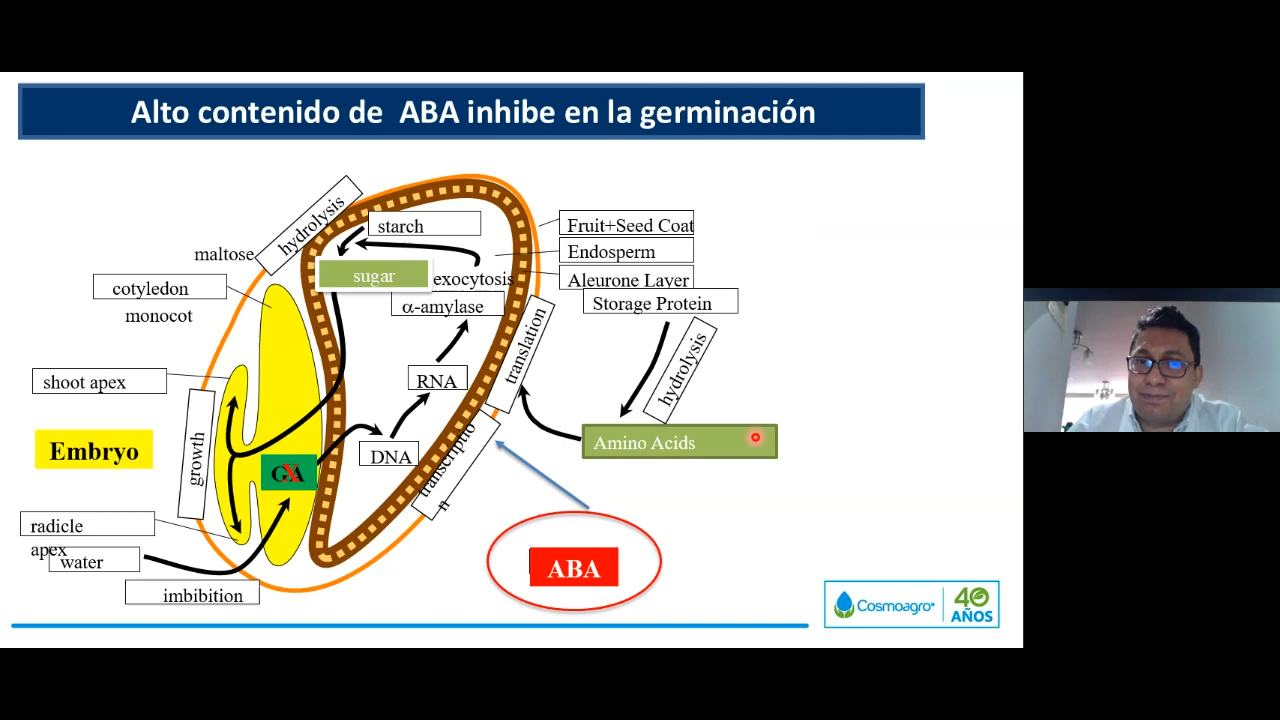 Alto contenido de ABA inhibe en la germinación
hydrolysis
starch
Fruit+Seed Coat
maltose
Endosperm
sugar
exocytosis
Aleurone Layer
cotyledon
monocot
α-amylase
Storage Protein
translation
hydrolysis
shoot apex
RNA
growth
Embryo
DNA
transcriptio
n
Amino Acids
GA
X
radicle
apex
water
imbibition
ABA
Cosmoagro
40
AÑOS